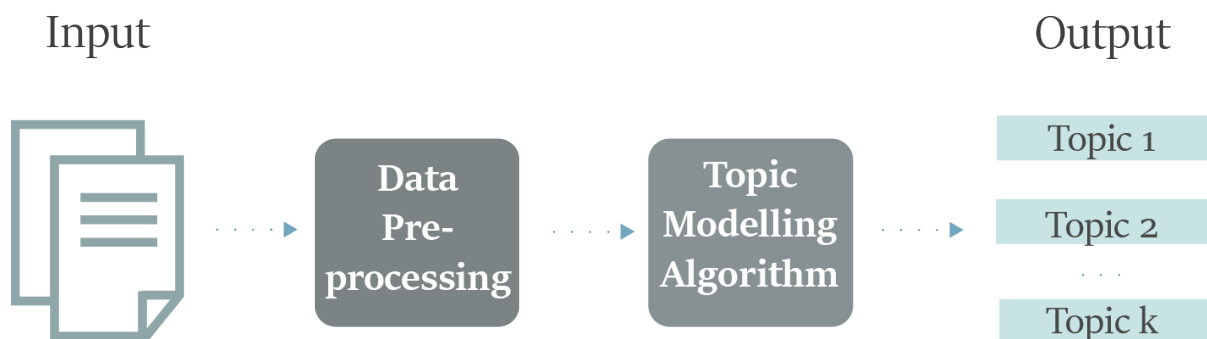 Input
Output
Data
Pre-
processing
Topic
Modelling
Algorithm
Topic 1
Topic 2
. . .
Topic k